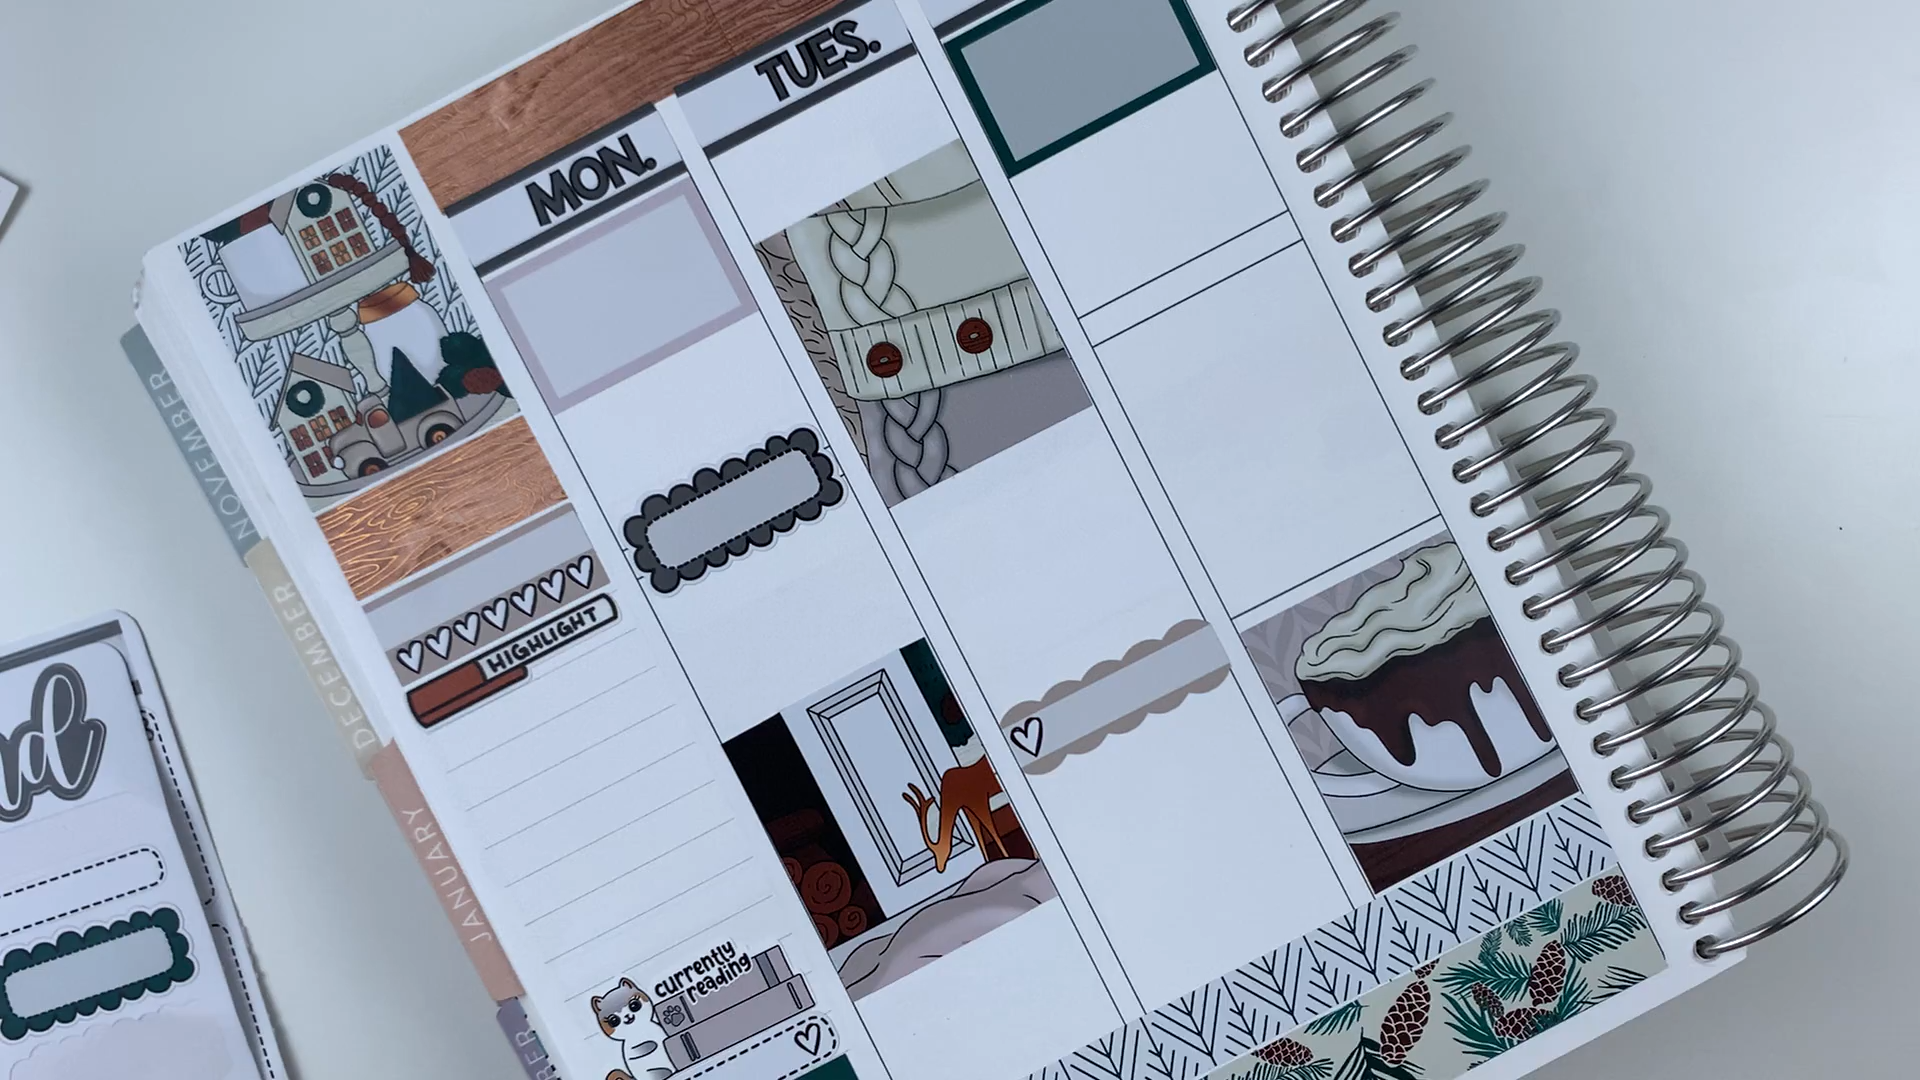 TUES.
MON.
HIGHLIGHT
NOVEMBER
DECEMBER
JANUARY
currently
reading